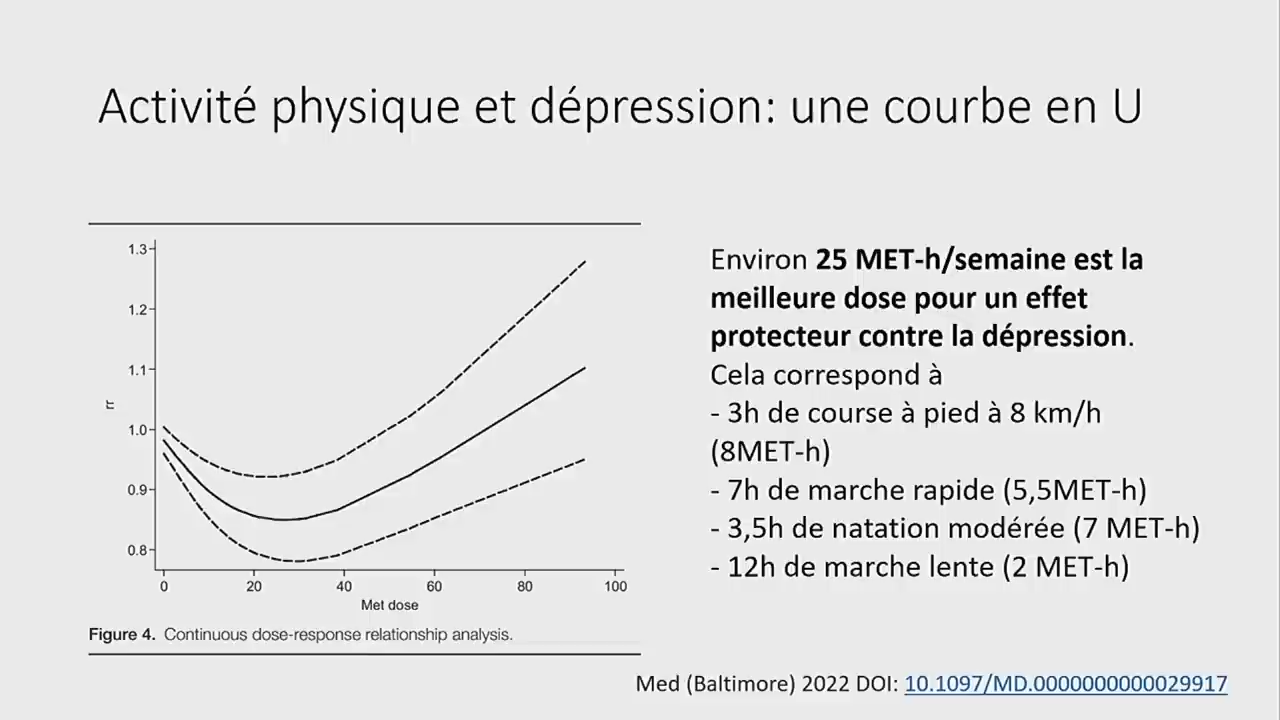 Activité physique et dépression: une courbe en U
1.3
1.2
1.1
1.0
0.9
0.8
rr
0 20 40 60 80 100
Met dose
Figure 4. Continuous dose-response relationship analysis.
Environ 25 MET-h/semaine est la
meilleure dose pour un effet
protecteur contre la dépression.
Cela correspond à
- 3h de course à pied à 8 km/h
(8MET-h)
- 7h de marche rapide (5,5MET-h)
- 3,5h de natation modérée (7 MET-h)
- 12h de marche lente (2 MET-h)
Med (Baltimore) 2022 DOI: 10.1097/MD.0000000000029917